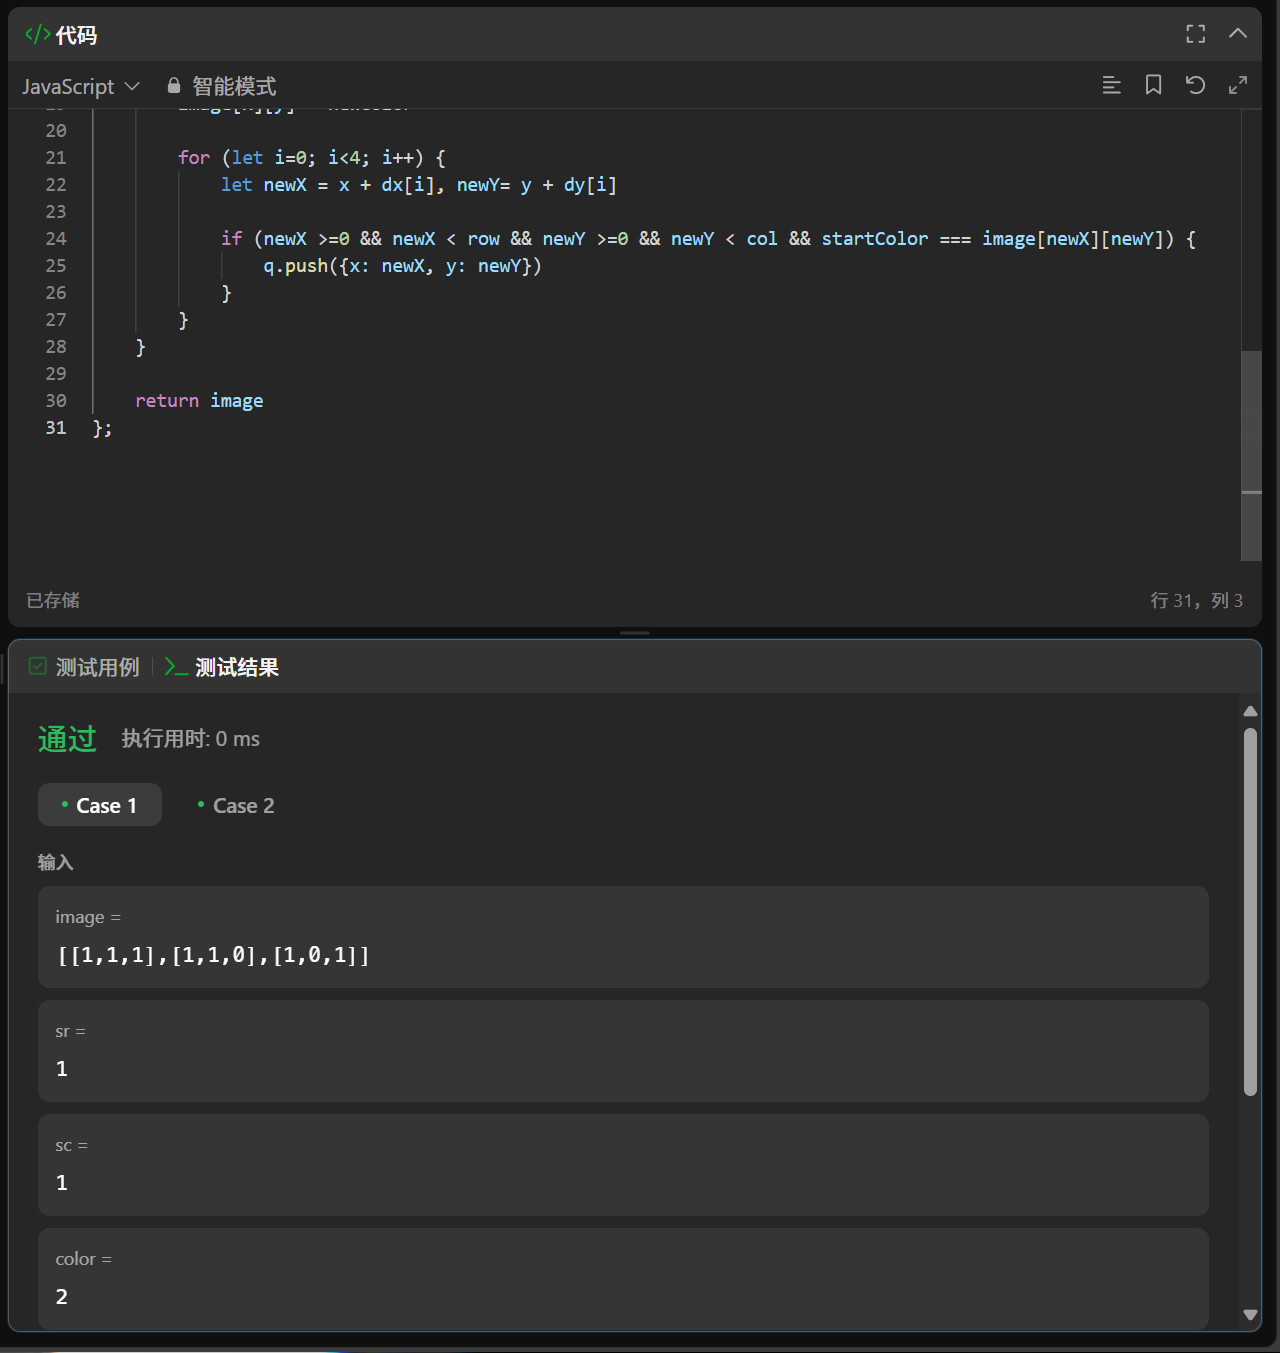 </> 代码
JavaScript 智能模式
20
21 for (let i=0; i<4; i++) {
22 let newX = x + dx[i], newY= y + dy[i]
23
24 if (newX >=0 && newX < row && newY >=0 && newY < col && startColor === image[newX][newY]) {
25 q.push({x: newX, y: newY})
26 }
27 }
28 }
29
30 return image
31 };
已存储 行 31，列 3
测试用例 >_ 测试结果
通过 执行用时: 0 ms
Case 1 Case 2
输入
image =
[[1,1,1],[1,1,0],[1,0,1]]
sr =
1
sc =
1
color =
2